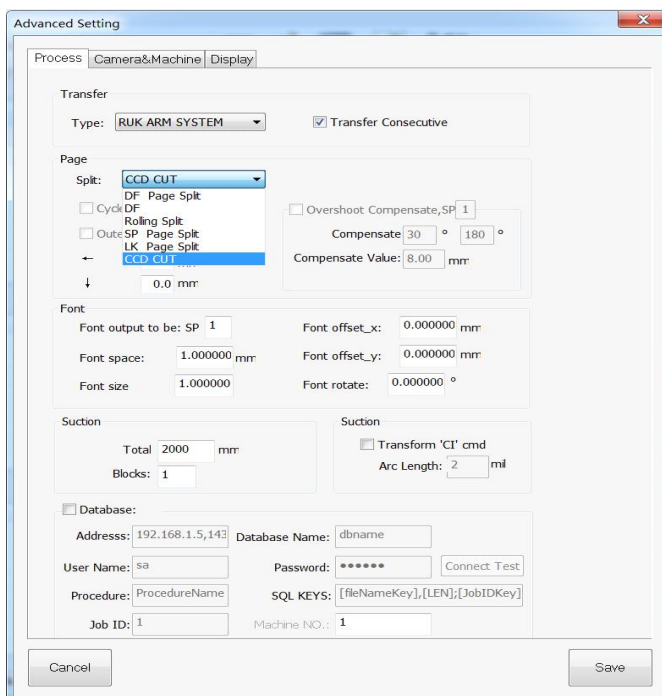 Advanced Setting
Process Camera&Machine Display
Transfer
Type: RUK ARM SYSTEM Transfer Consecutive
Page
Split: CCD CUT
DF Page Split
DF
Rolling Split
SP Page Split
LK Page Split
CCD CUT
Cycl
Oute
Overshoot Compensate,SP 1
Compensate 30 ° 180 °
Compensate Value: 8.00 mm
←
↓ 0.0 mm
Font
Font output to be: SP 1 Font offset_x: 0.000000 mm
Font space: 1.000000 mm Font offset_y: 0.000000 mm
Font size 1.000000 Font rotate: 0.000000 °
Suction
Total 2000 mm
Blocks: 1
Suction
Transform 'CI' cmd
Arc Length: 2 mil
Database:
Addresss: 192.168.1.5,143 Database Name: dbname
User Name: sa Password: ●●●●●● Connect Test
Procedure: ProcedureName SQL KEYS: [fileNameKey],[LEN];[JobIDKey]
Job ID: 1 Machine NO.: 1
Cancel Save